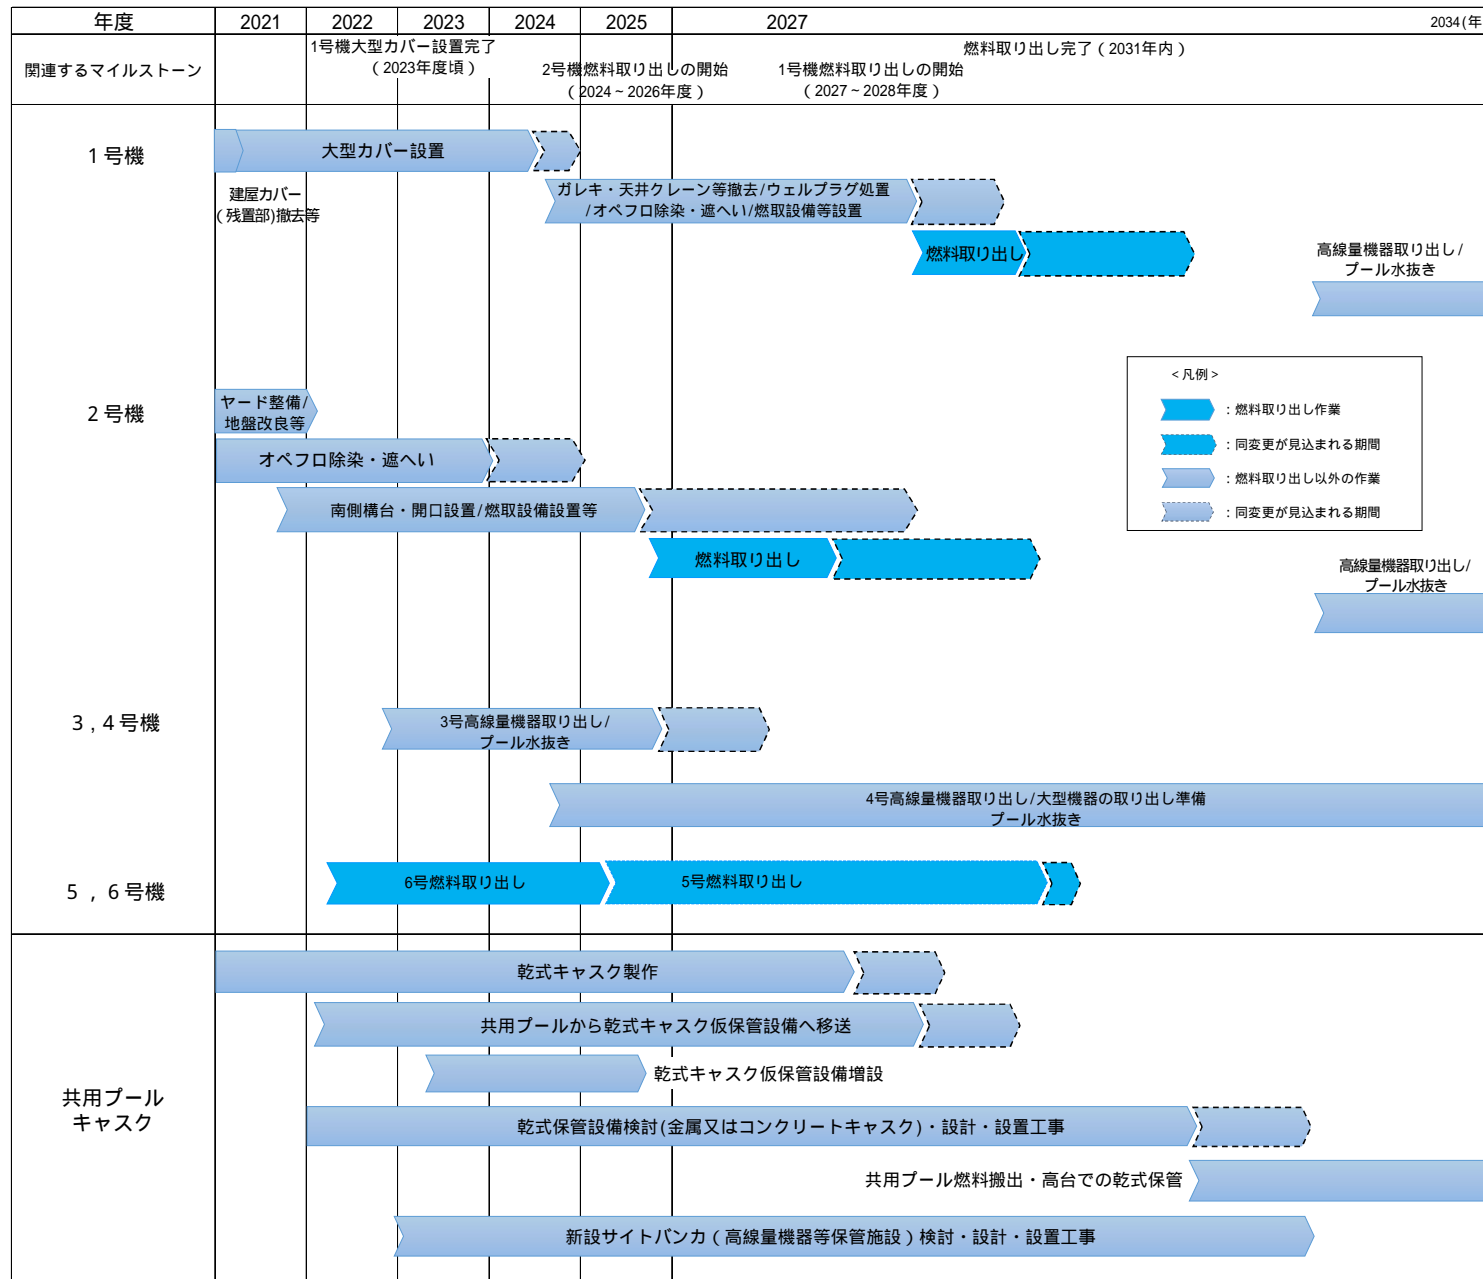 年度 2021 2022 2023 2024 2025 2027 2034(年
関連するマイルストーン
1号機大型カバー設置完了
（2023年度頃）
2号機燃料取り出しの開始
（2024～2026年度）
1号機燃料取り出しの開始
（2027～2028年度）
燃料取り出し完了（2031年内）
1号機
大型カバー設置
建屋カバー
（残置部)撤去等
ガレキ・天井クレーン等撤去/ウェルプラグ処置
/オペフロ除染・遮へい/燃取設備等設置
燃料取り出し
高線量機器取り出し/
プール水抜き
＜凡例＞
：燃料取り出し作業
：同変更が見込まれる期間
：燃料取り出し以外の作業
：同変更が見込まれる期間
2号機
ヤード整備/
地盤改良等
オペフロ除染・遮へい
南側構台・開口設置/燃取設備設置等
燃料取り出し
高線量機器取り出し/
プール水抜き
3,4号機
3号高線量機器取り出し/
プール水抜き
4号高線量機器取り出し/大型機器の取り出し準備
プール水抜き
5，6号機
6号燃料取り出し
5号燃料取り出し
共用プール
キャスク
乾式キャスク製作
共用プールから乾式キャスク仮保管設備へ移送
乾式キャスク仮保管設備増設
乾式保管設備検討(金属又はコンクリートキャスク)・設計・設置工事
共用プール燃料搬出・高台での乾式保管
新設サイトバンカ（高線量機器等保管施設）検討・設計・設置工事